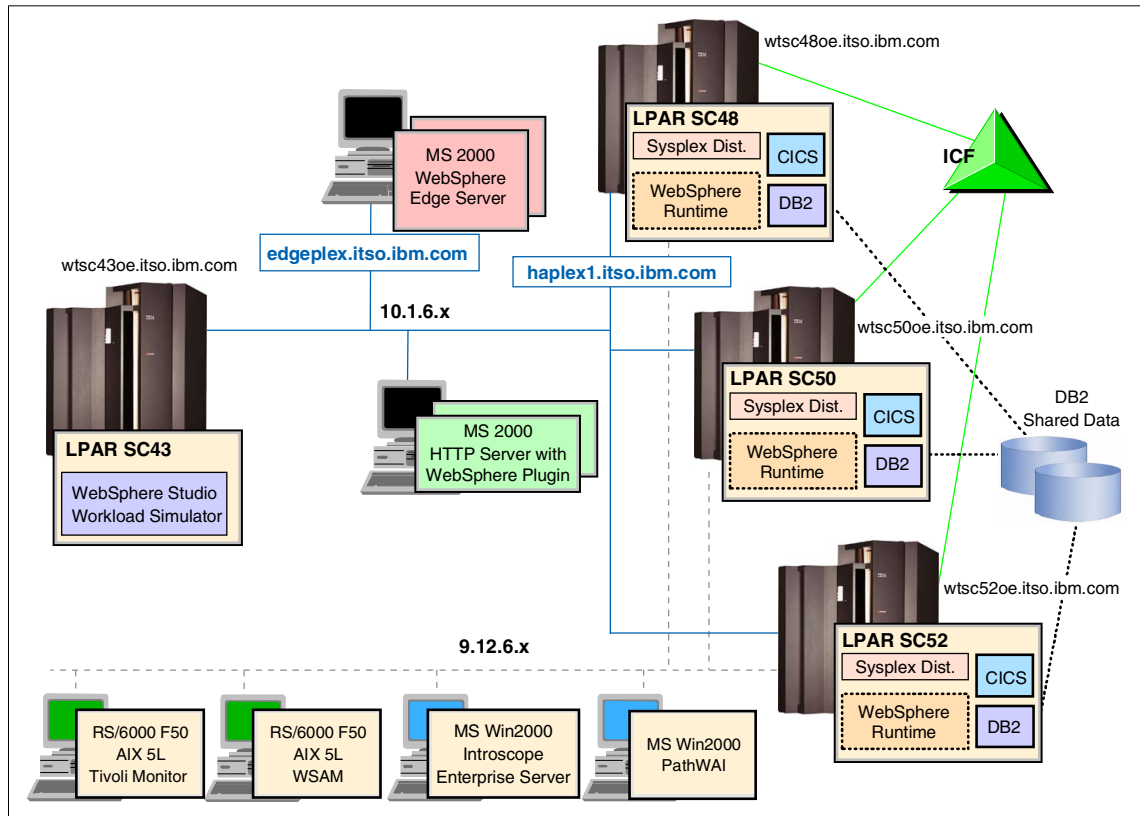 wtsc48oe.itso.ibm.com
LPAR SC48
Sysplex Dist.
CICS
WebSphere
Runtime
DB2
ICF
MS 2000
WebSphere
Edge Server
edgeplex.itso.ibm.com
haplex1.itso.ibm.com
wtsc43oe.itso.ibm.com
10.1.6.x
wtsc50oe.itso.ibm.com
LPAR SC50
Sysplex Dist.
CICS
WebSphere
Runtime
DB2
DB2
Shared Data
MS 2000
HTTP Server with
WebSphere Plugin
LPAR SC43
WebSphere Studio
Workload Simulator
wtsc52oe.itso.ibm.com
LPAR SC52
Sysplex Dist.
CICS
WebSphere
Runtime
DB2
9.12.6.x
RS/6000 F50
AIX 5L
Tivoli Monitor
RS/6000 F50
AIX 5L
WSAM
MS Win2000
Introscope
Enterprise Server
MS Win2000
PathWAI